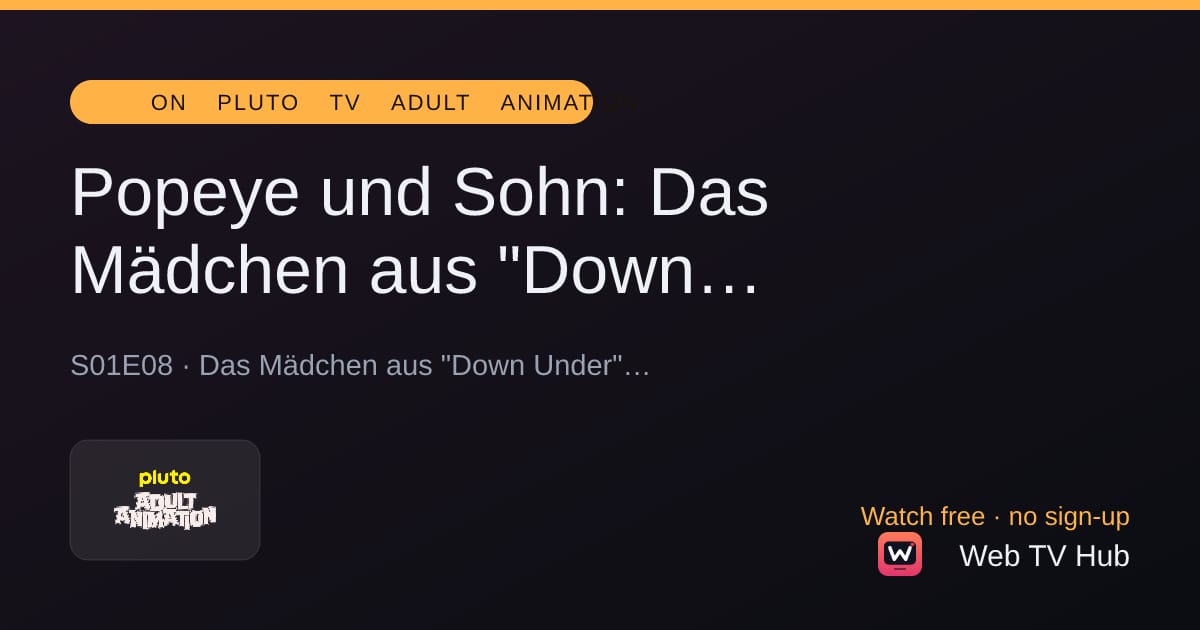 ON PLUTO TV ADULT ANIMATION
Popeye und Sohn: Das
Mädchen aus "Down…
S01E08 · Das Mädchen aus "Down Under"…
pluto
ADULT
ANIMATION
Watch free · no sign-up
W
Web TV Hub